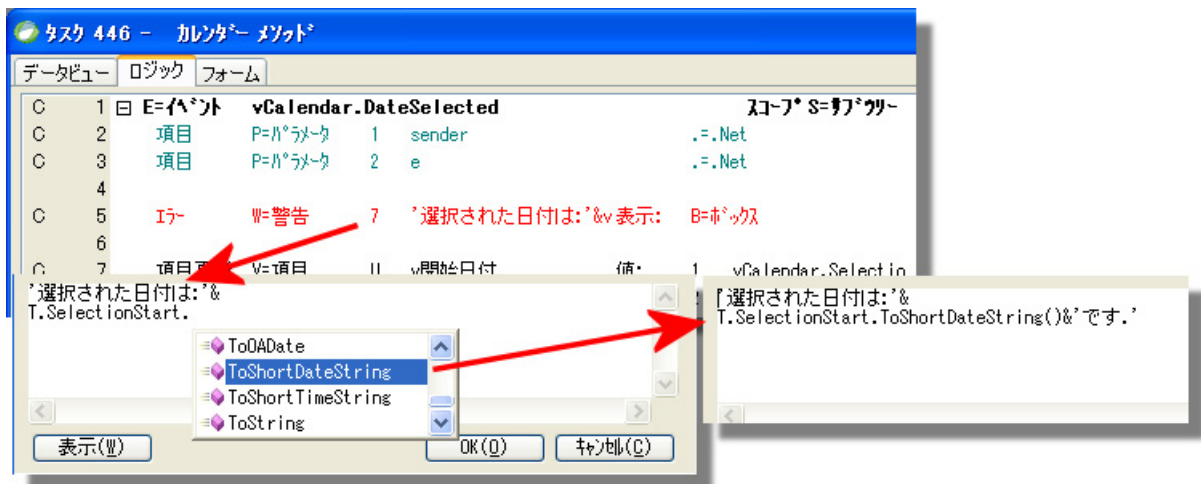 タスク 446 - カレンダー メソッド
データビュー ロジック フォーム
C 1 E=イベント vCalendar.DateSelected スコープ S=サブツリー
C 2 項目 P=パラメータ 1 sender .=.Net
C 3 項目 P=パラメータ 2 e .=.Net
4
C 5 エラー W=警告 7 '選択された日付は:'&v 表示: B=ボックス
6
C 7 項目 V=項目 U v開始日付 値: 1 vCalendar.Selectio
'選択された日付は:'&
T.SelectionStart.
ToOADate
ToShortDateString
ToShortTimeString
ToString
表示(W) OK(O) キャンセル(C)
'選択された日付は:'&
T.SelectionStart.ToShortDateString()&'です.'